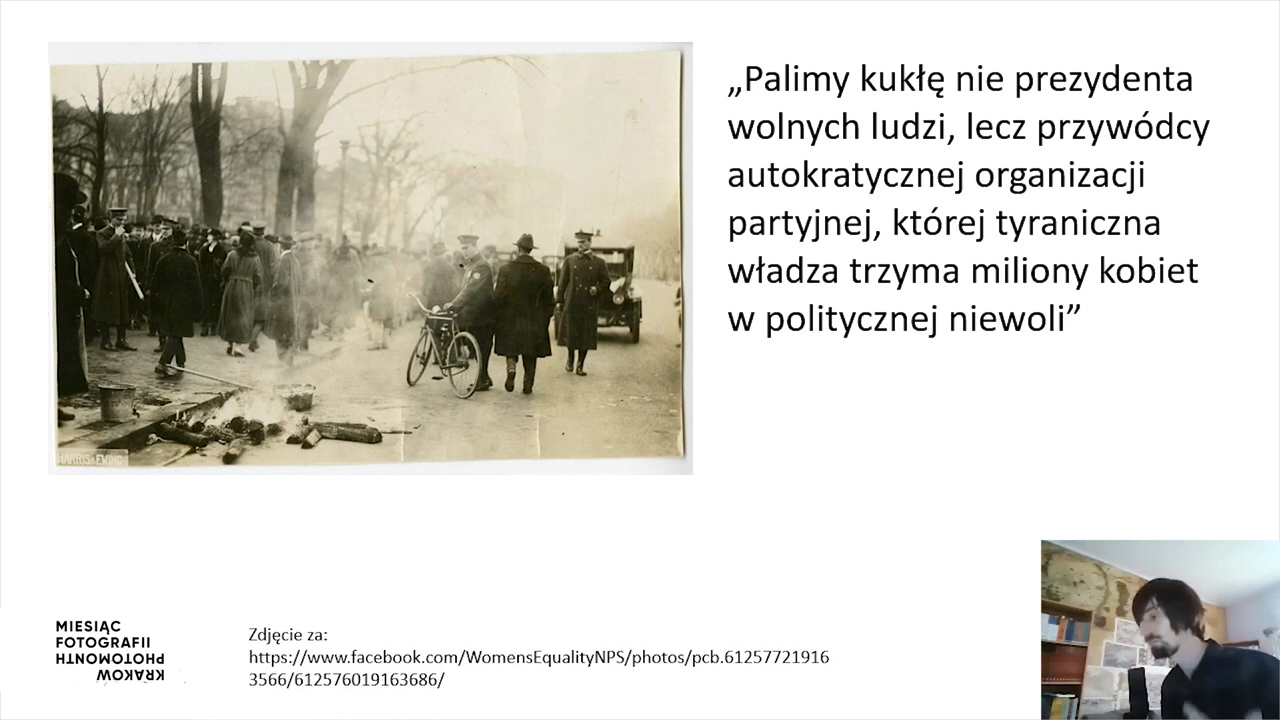 „Palimy kukłę nie prezydenta
wolnych ludzi, lecz przywódcy
autokratycznej organizacji
partyjnej, której tyraniczna
władza trzyma miliony kobiet
w politycznej niewoli”
HARRIS & EWING
MIESIĄC
FOTOGRAFII
PHOTOMONTH
KRAKOW
Zdjęcie za:
https://www.facebook.com/WomensEqualityNPS/photos/pcb.61257721916
3566/612576019163686/